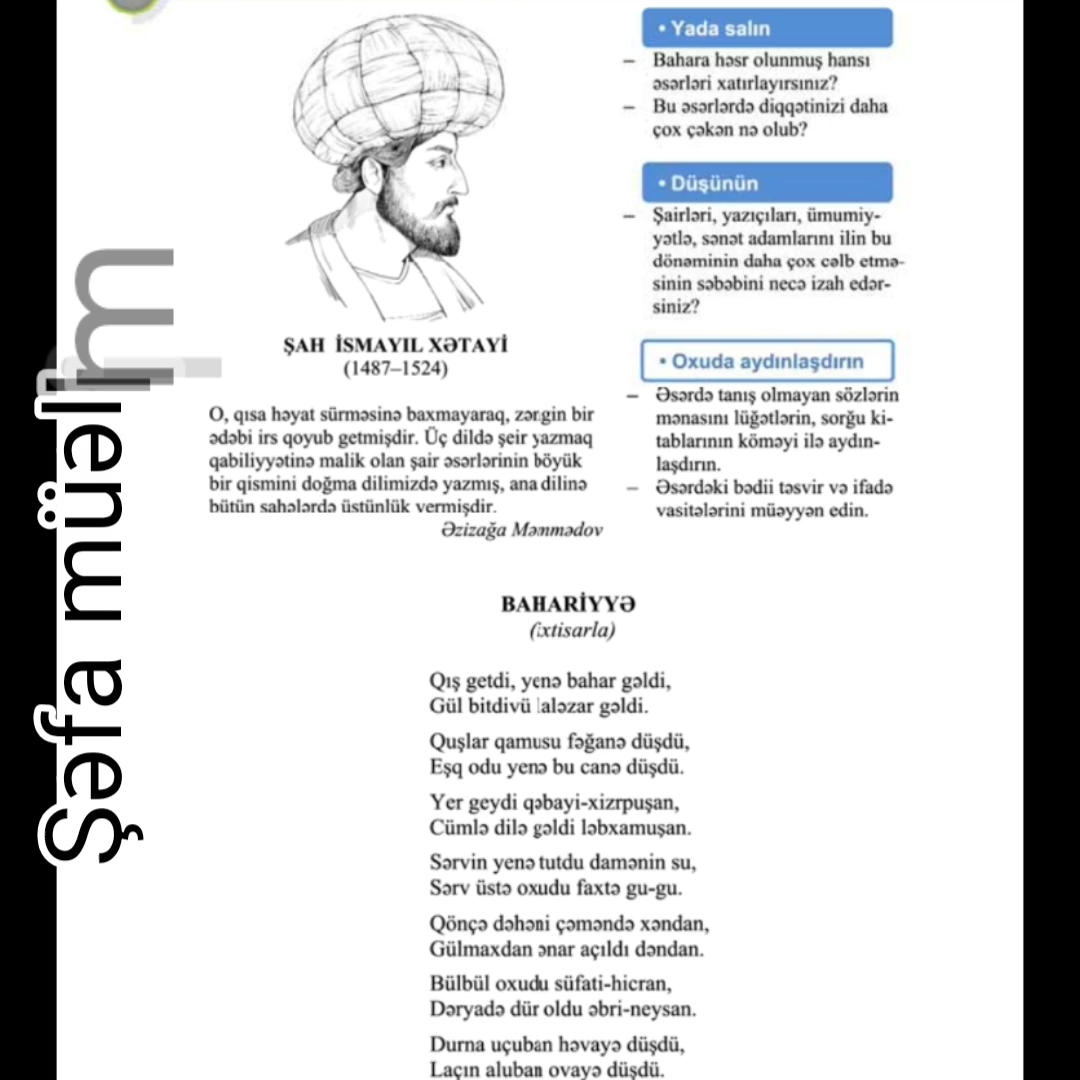 Şəfa müəllm
ŞAH İSMAYIL XƏTAYİ
(1487–1524)
O, qısa həyat sürməsinə baxmayaraq, zəngin bir
ədəbi irs qoyub getmişdir. Üç dildə şeir yazmaq
qabiliyyətinə malik olan şair əsərlərinin böyük
bir qismini doğma dilimizdə yazmış, ana dilinə
bütün sahələrdə üstünlük vermişdir.
Əzizağa Məmmədov
• Yada salın
– Bahara həsr olunmuş hansı
əsərləri xatırlayırsınız?
– Bu əsərlərdə diqqətinizi daha
çox çəkən nə olub?
• Düşünün
– Şairləri, yazıçıları, ümumiy-
yətlə, sənət adamlarını ilin bu
dönəminin daha çox cəlb etmə-
sinin səbəbini necə izah edər-
siniz?
• Oxuda aydınlaşdırın
– Əsərdə tanış olmayan sözlərin
mənasını lüğətlərin, sorğu ki-
tablarının köməyi ilə aydın-
laşdırın.
– Əsərdəki bədii təsvir və ifadə
vasitələrini müəyyən edin.
BAHARİYYƏ
(ixtisarla)
Qış getdi, yenə bahar gəldi,
Gül bitdivü laləzar gəldi.
Quşlar qamusu fəğanə düşdü,
Eşq odu yenə bu canə düşdü.
Yer geydi qəbayi-xizrpuşan,
Cümlə dilə gəldi ləbxamuşan.
Sərvin yenə tutdu damənin su,
Sərv üstə oxudu faxtə gu-gu.
Qönçə dəhəni çəməndə xəndan,
Gülmaxdan ənar açıldı dəndan.
Bülbül oxudu süfati-hicran,
Dəryadə dür oldu əbri-neysan.
Durna uçuban həvayə düşdü,
Laçın aluban ovayə düşdü.